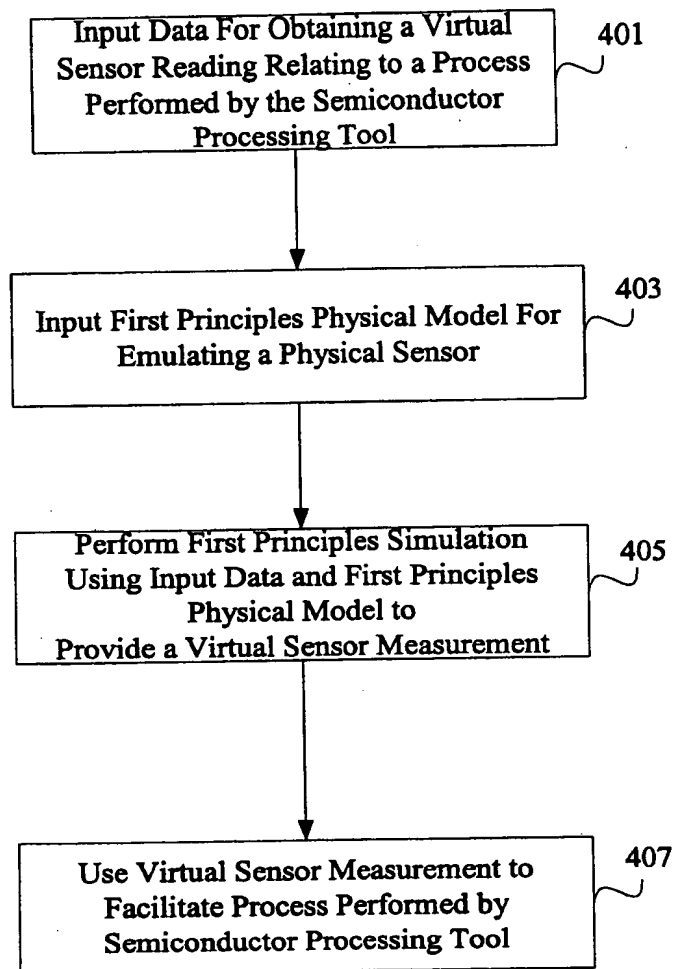 Input Data For Obtaining a Virtual
Sensor Reading Relating to a Process
Performed by the Semiconductor
Processing Tool
401
Input First Principles Physical Model For
Emulating a Physical Sensor
403
Perform First Principles Simulation
Using Input Data and First Principles
Physical Model to
Provide a Virtual Sensor Measurement
405
Use Virtual Sensor Measurement to
Facilitate Process Performed by
Semiconductor Processing Tool
407